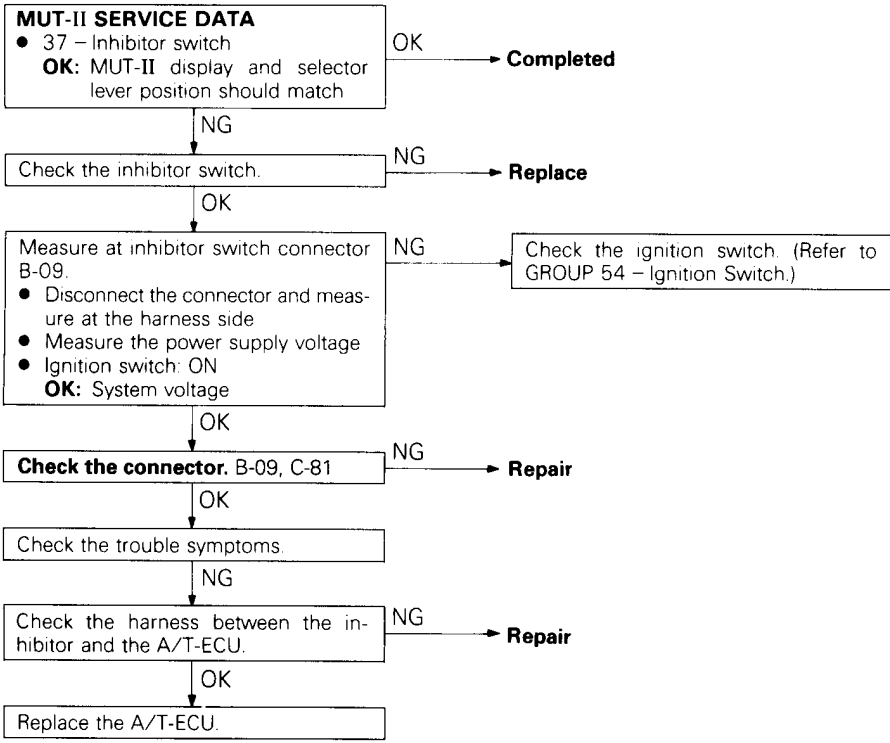 MUT-II SERVICE DATA
● 37 – Inhibitor switch
OK: MUT-II display and selector
lever position should match
OK
Completed
NG
Check the inhibitor switch.
NG
Replace
OK
Measure at inhibitor switch connector
B-09.
● Disconnect the connector and meas-
ure at the harness side
● Measure the power supply voltage
● Ignition switch: ON
OK: System voltage
NG
Check the ignition switch. (Refer to
GROUP 54 – Ignition Switch.)
OK
Check the connector. B-09, C-81
NG
Repair
OK
Check the trouble symptoms.
NG
Check the harness between the in-
hibitor and the A/T-ECU.
NG
Repair
OK
Replace the A/T-ECU.